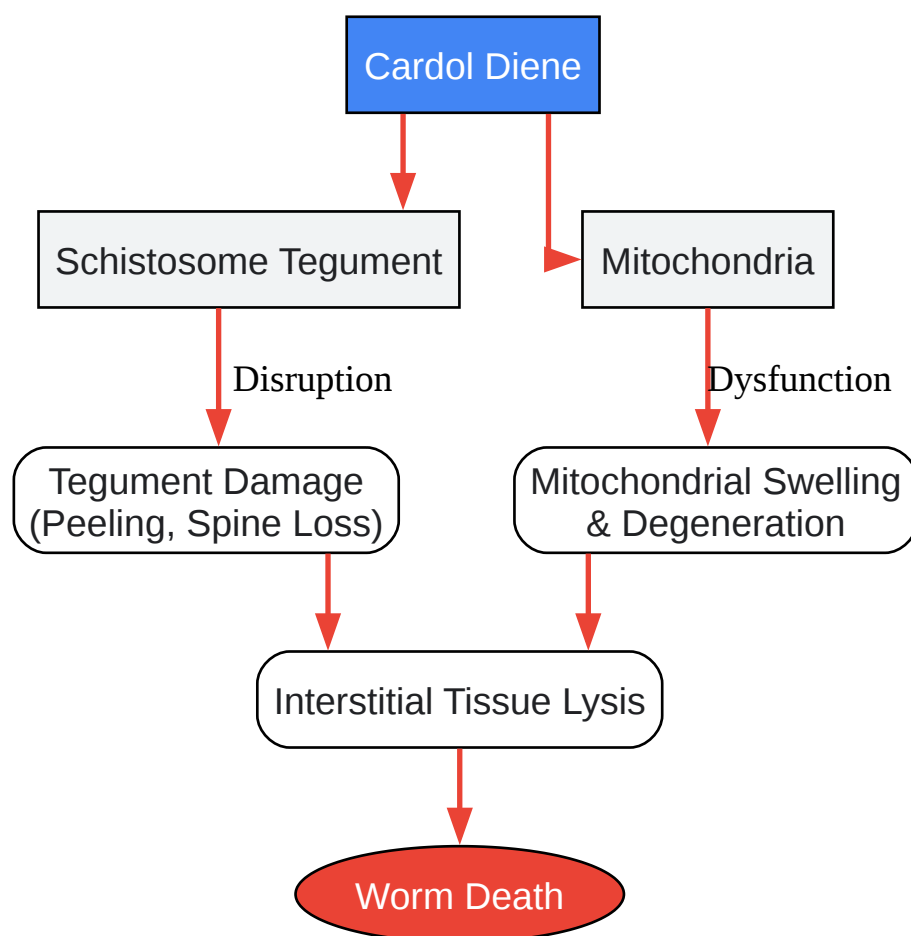 Cardol Diene
Schistosome Tegument
Mitochondria
Disruption
Dysfunction
Tegument Damage
(Peeling, Spine Loss)
Mitochondrial Swelling
& Degeneration
Interstitial Tissue Lysis
Worm Death